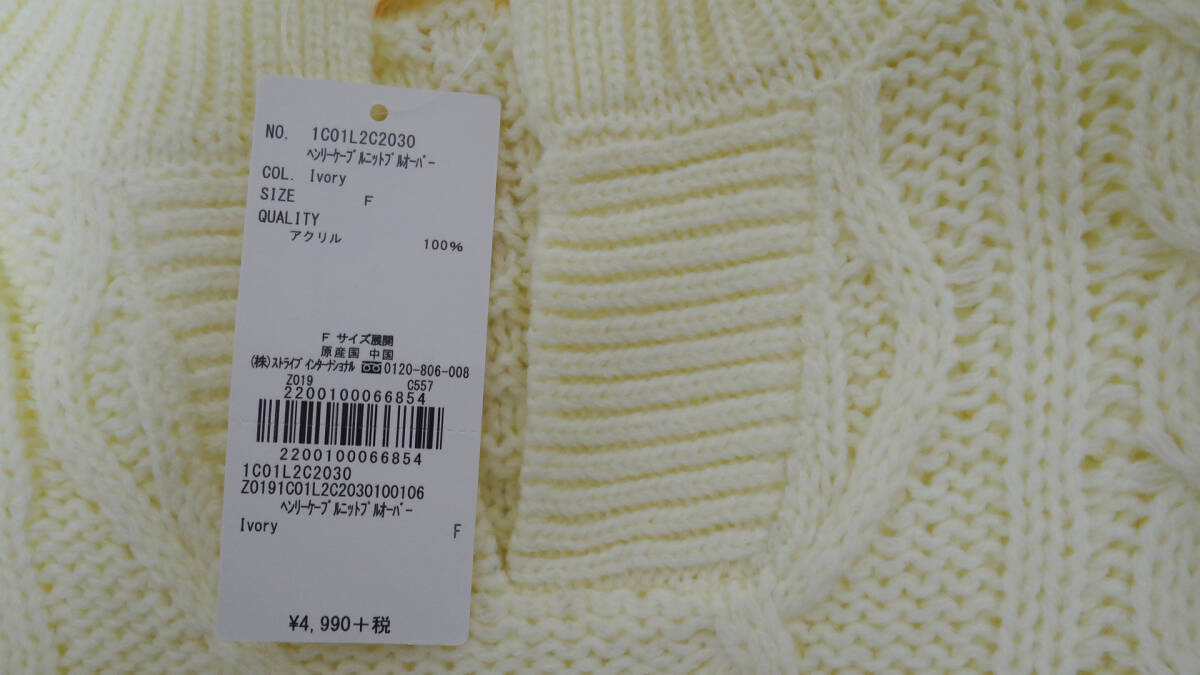 NO. 1C01L2C2030
ﾍﾝﾘｰｹｰﾌﾞﾙﾆｯﾄﾌﾟﾙｵｰﾊﾞｰ
COL. Ivory
SIZE F
QUALITY
アクリル 100%
F サイズ展開
原産国 中国
(株)ｽﾄﾗｲﾌﾟｲﾝﾀｰﾅｼｮﾅﾙ 0120-806-008
Z019 C557
2200100066854
2200100066854
1C01L2C2030
Z0191C01L2C2030100106
ﾍﾝﾘｰｹｰﾌﾞﾙﾆｯﾄﾌﾟﾙｵｰﾊﾞｰ
Ivory F
¥4,990+税